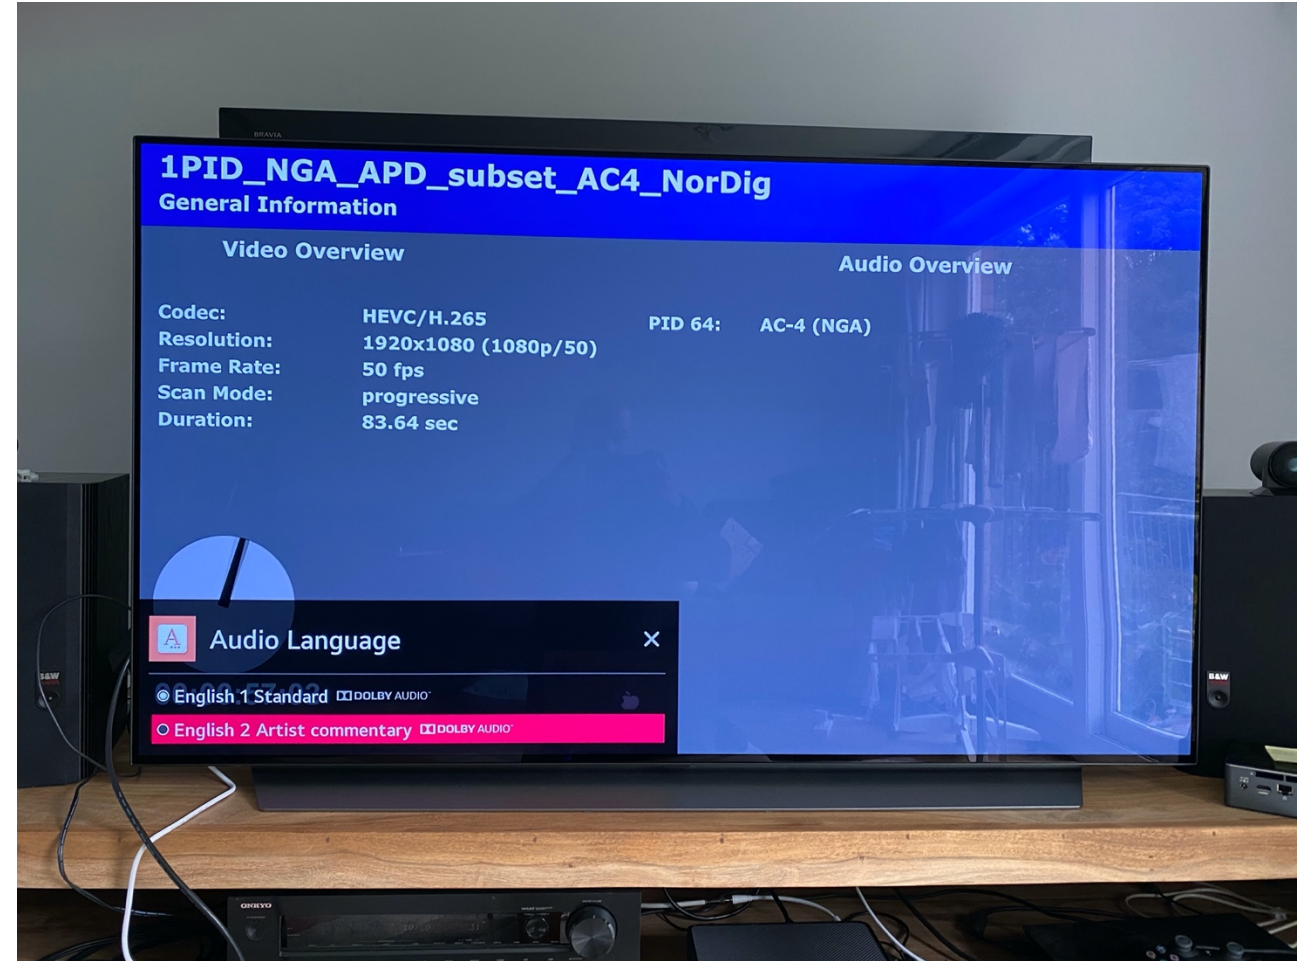 BRAVIA
1PID_NGA_APD_subset_AC4_NorDig
General Information
Video Overview
Audio Overview
Codec: HEVC/H.265
PID 64: AC-4 (NGA)
Resolution: 1920x1080 (1080p/50)
Frame Rate: 50 fps
Scan Mode: progressive
Duration: 83.64 sec
A
Audio Language
English 1 Standard DOLBY AUDIO
English 2 Artist commentary DOLBY AUDIO
B&W
B&W
ONKYO